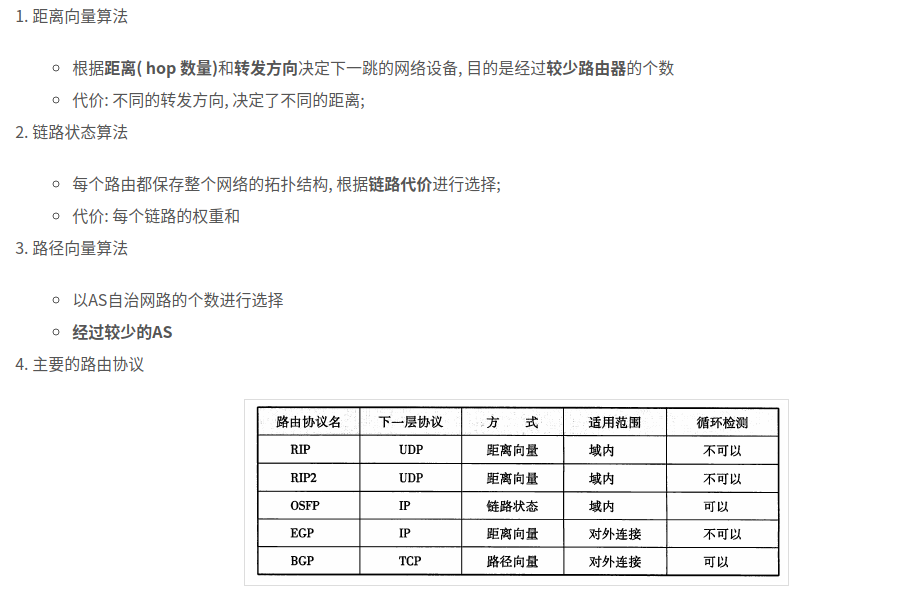 1. 距离向量算法
○ 根据距离( hop 数量)和转发方向决定下一跳的网络设备, 目的是经过较少路由器的个数
○ 代价: 不同的转发方向, 决定了不同的距离;
2. 链路状态算法
○ 每个路由都保存整个网络的拓扑结构, 根据链路代价进行选择;
○ 代价: 每个链路的权重和
3. 路径向量算法
○ 以AS自治网路的个数进行选择
○ 经过较少的AS
4. 主要的路由协议
路由协议名 下一层协议 方 式 适用范围 循环检测
RIP UDP 距离向量 域内 不可以
RIP2 UDP 距离向量 域内 不可以
OSFP IP 链路状态 域内 可以
EGP IP 距离向量 对外连接 不可以
BGP TCP 路径向量 对外连接 可以